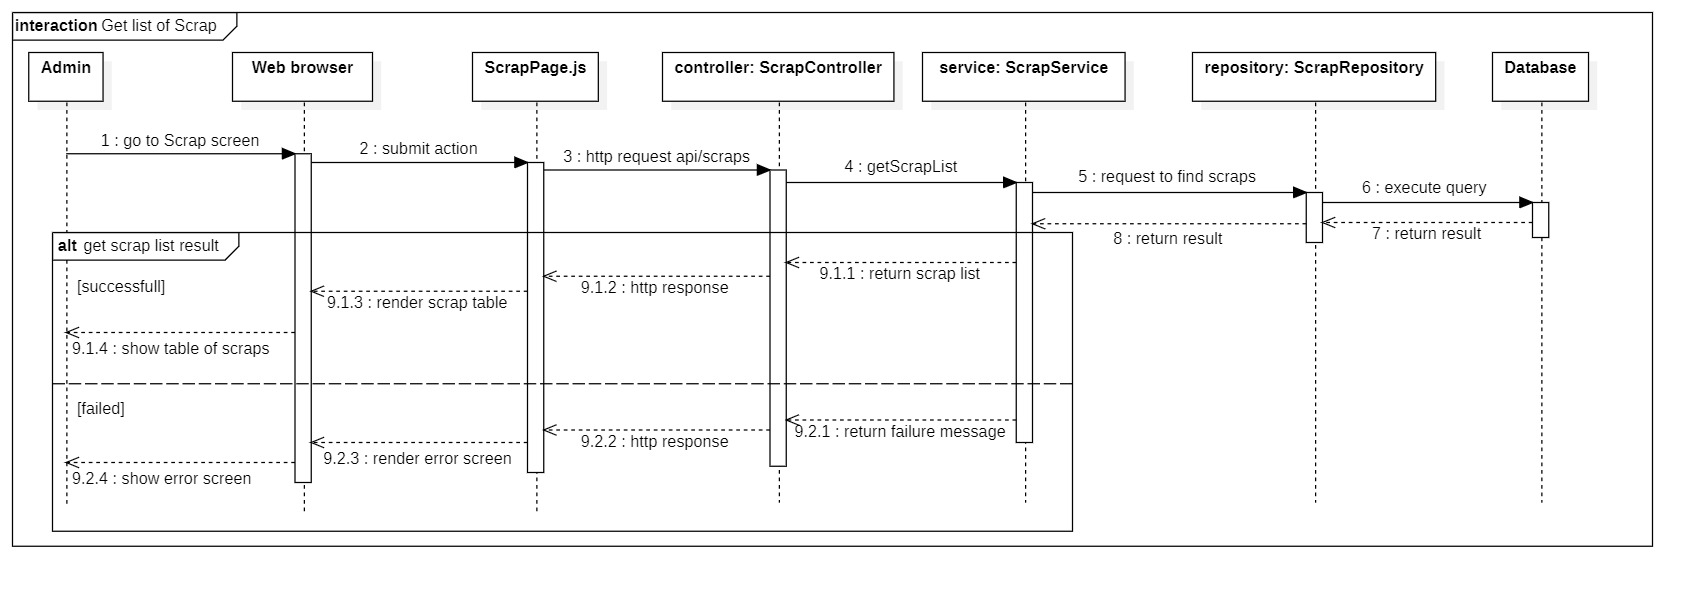 interaction Get list of Scrap
Admin
Web browser
ScrapPage.js
controller: ScrapController
service: ScrapService
repository: ScrapRepository
Database
1 : go to Scrap screen
2 : submit action
3 : http request api/scraps
4 : getScrapList
5 : request to find scraps
6 : execute query
7 : return result
8 : return result
alt get scrap list result
[successfull]
9.1.1 : return scrap list
9.1.2 : http response
9.1.3 : render scrap table
9.1.4 : show table of scraps
[failed]
9.2.1 : return failure message
9.2.2 : http response
9.2.3 : render error screen
9.2.4 : show error screen